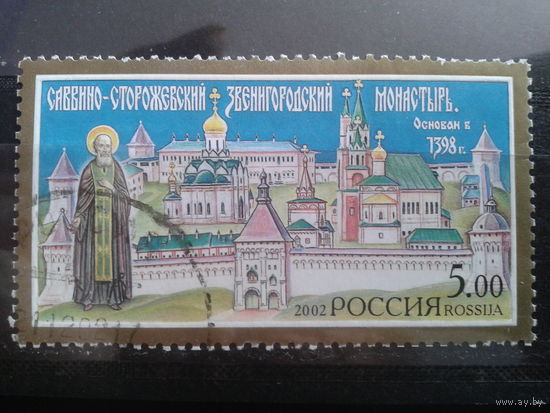 САВВИНО-СТОРОЖЕВСКИЙ ЗВЕНИГОРОДСКИЙ МОНАСТЫРЬ.
Основан в
1398 г.
5.00
2002 РОССИЯ ROSSIJA
www.ay.by